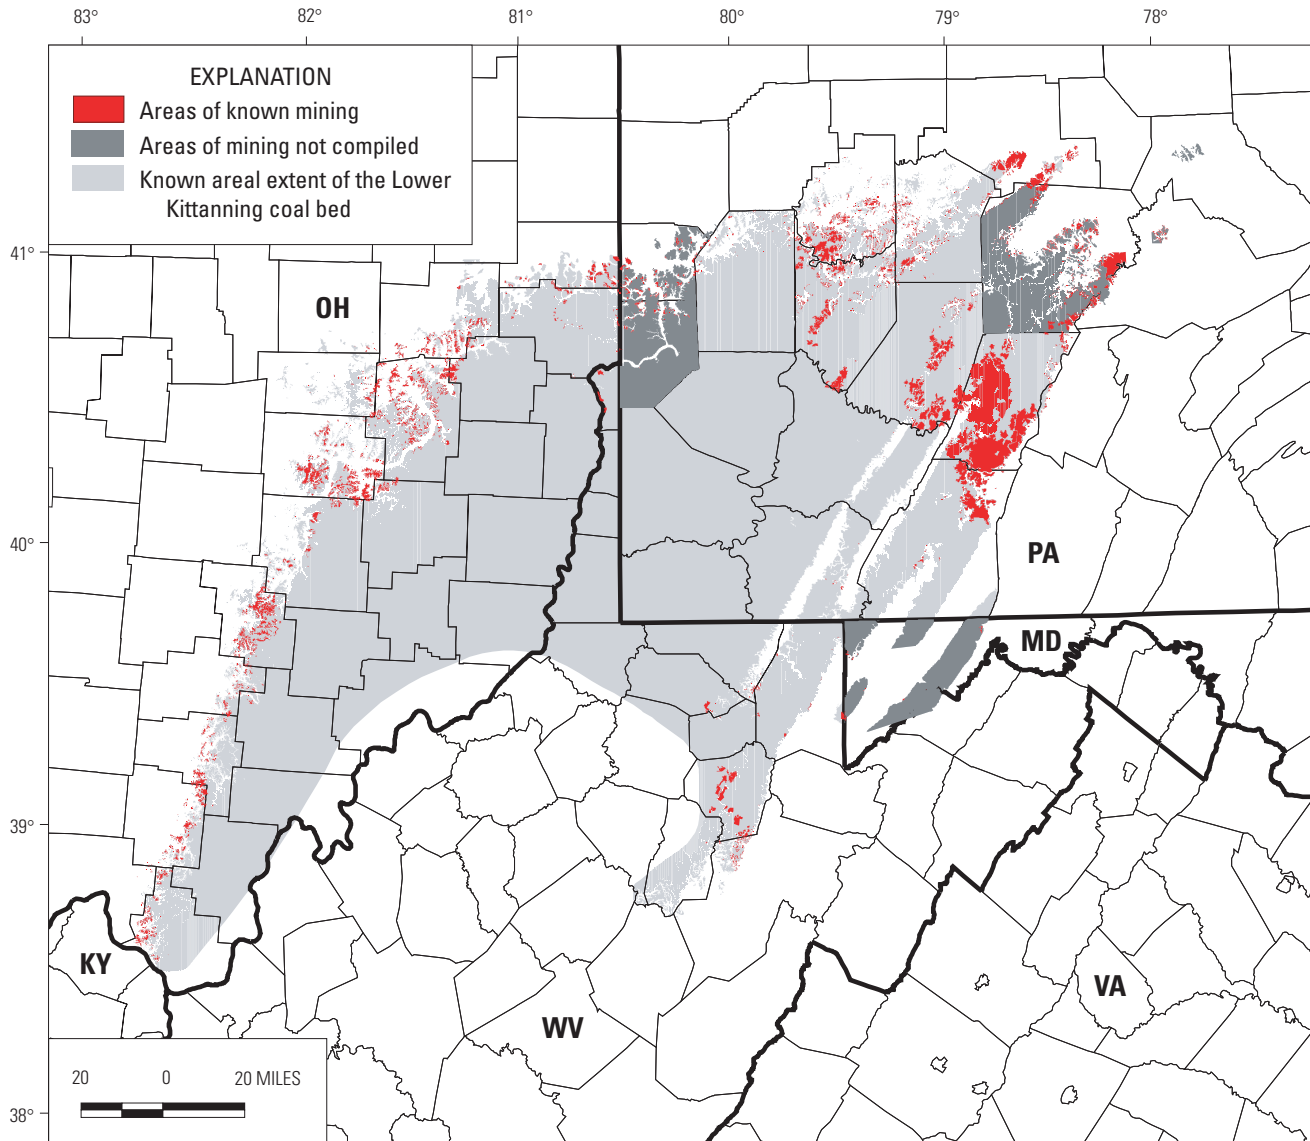 83° 82° 81° 80° 79° 78°
EXPLANATION
Areas of known mining
Areas of mining not compiled
Known areal extent of the Lower
Kittanning coal bed
41°
OH
40°
PA
MD
39°
KY
VA
WV
20 0 20 MILES
38°